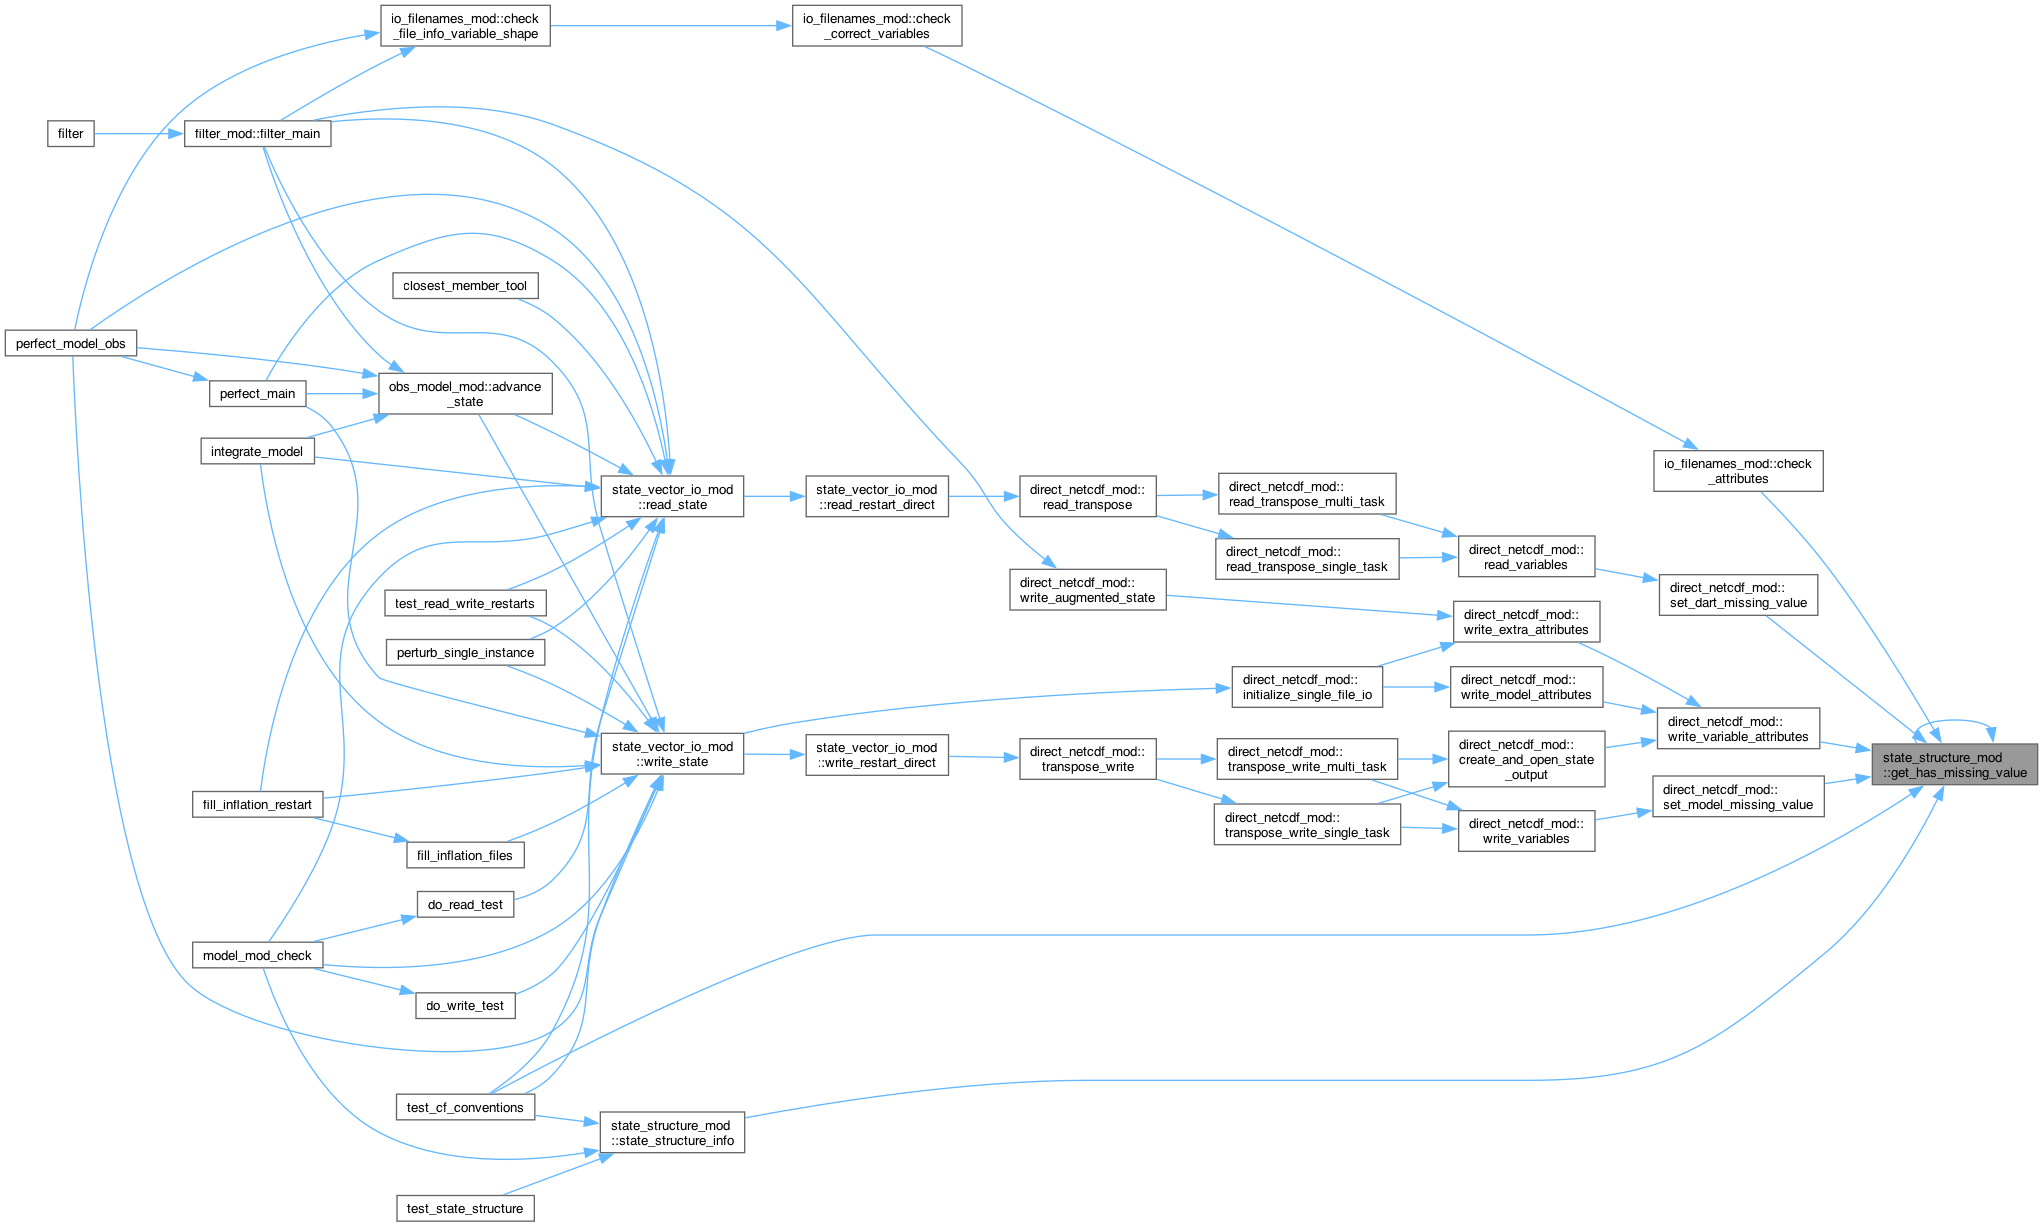 io_filenames_mod::check
_file_info_variable_shape
io_filenames_mod::check
_correct_variables
filter
filter_mod::filter_main
closest_member_tool
perfect_model_obs
perfect_main
obs_model_mod::advance
_state
integrate_model
io_filenames_mod::check
_attributes
state_vector_io_mod
::read_state
state_vector_io_mod
::read_restart_direct
direct_netcdf_mod::
read_transpose
direct_netcdf_mod::
read_transpose_multi_task
direct_netcdf_mod::
read_transpose_single_task
direct_netcdf_mod::
read_variables
direct_netcdf_mod::
set_dart_missing_value
direct_netcdf_mod::
write_augmented_state
test_read_write_restarts
direct_netcdf_mod::
write_extra_attributes
perturb_single_instance
direct_netcdf_mod::
initialize_single_file_io
direct_netcdf_mod::
write_model_attributes
direct_netcdf_mod::
write_variable_attributes
state_vector_io_mod
::write_state
state_vector_io_mod
::write_restart_direct
direct_netcdf_mod::
transpose_write
direct_netcdf_mod::
transpose_write_multi_task
direct_netcdf_mod::
create_and_open_state
_output
state_structure_mod
::get_has_missing_value
fill_inflation_restart
direct_netcdf_mod::
set_model_missing_value
direct_netcdf_mod::
transpose_write_single_task
direct_netcdf_mod::
write_variables
fill_inflation_files
do_read_test
model_mod_check
do_write_test
test_cf_conventions
state_structure_mod
::state_structure_info
test_state_structure